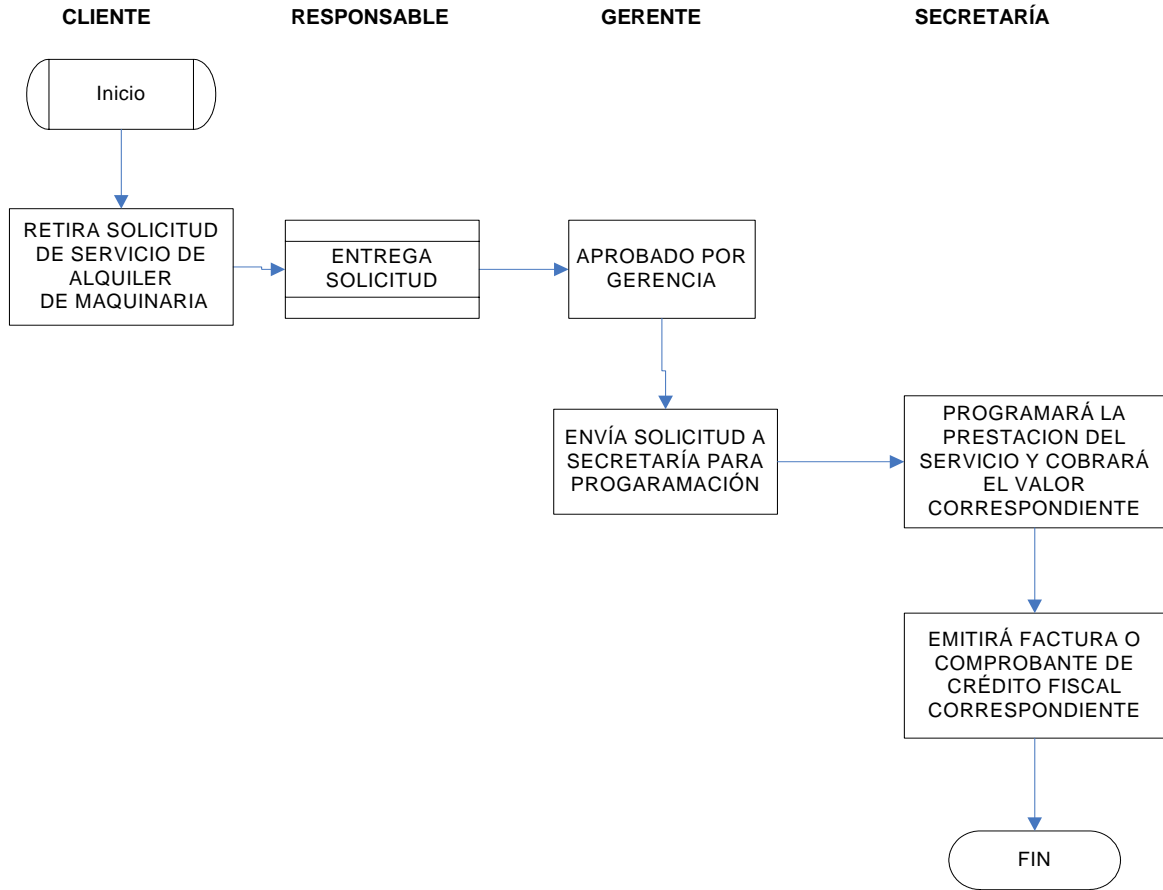 CLIENTE RESPONSABLE GERENTE SECRETARÍA
Inicio
RETIRA SOLICITUD
DE SERVICIO DE
ALQUILER
DE MAQUINARIA
ENTREGA
SOLICITUD
APROBADO POR
GERENCIA
ENVÍA SOLICITUD A
SECRETARÍA PARA
PROGARAMACIÓN
PROGRAMARÁ LA
PRESTACION DEL
SERVICIO Y COBRARÁ
EL VALOR
CORRESPONDIENTE
EMITIRÁ FACTURA O
COMPROBANTE DE
CRÉDITO FISCAL
CORRESPONDIENTE
FIN